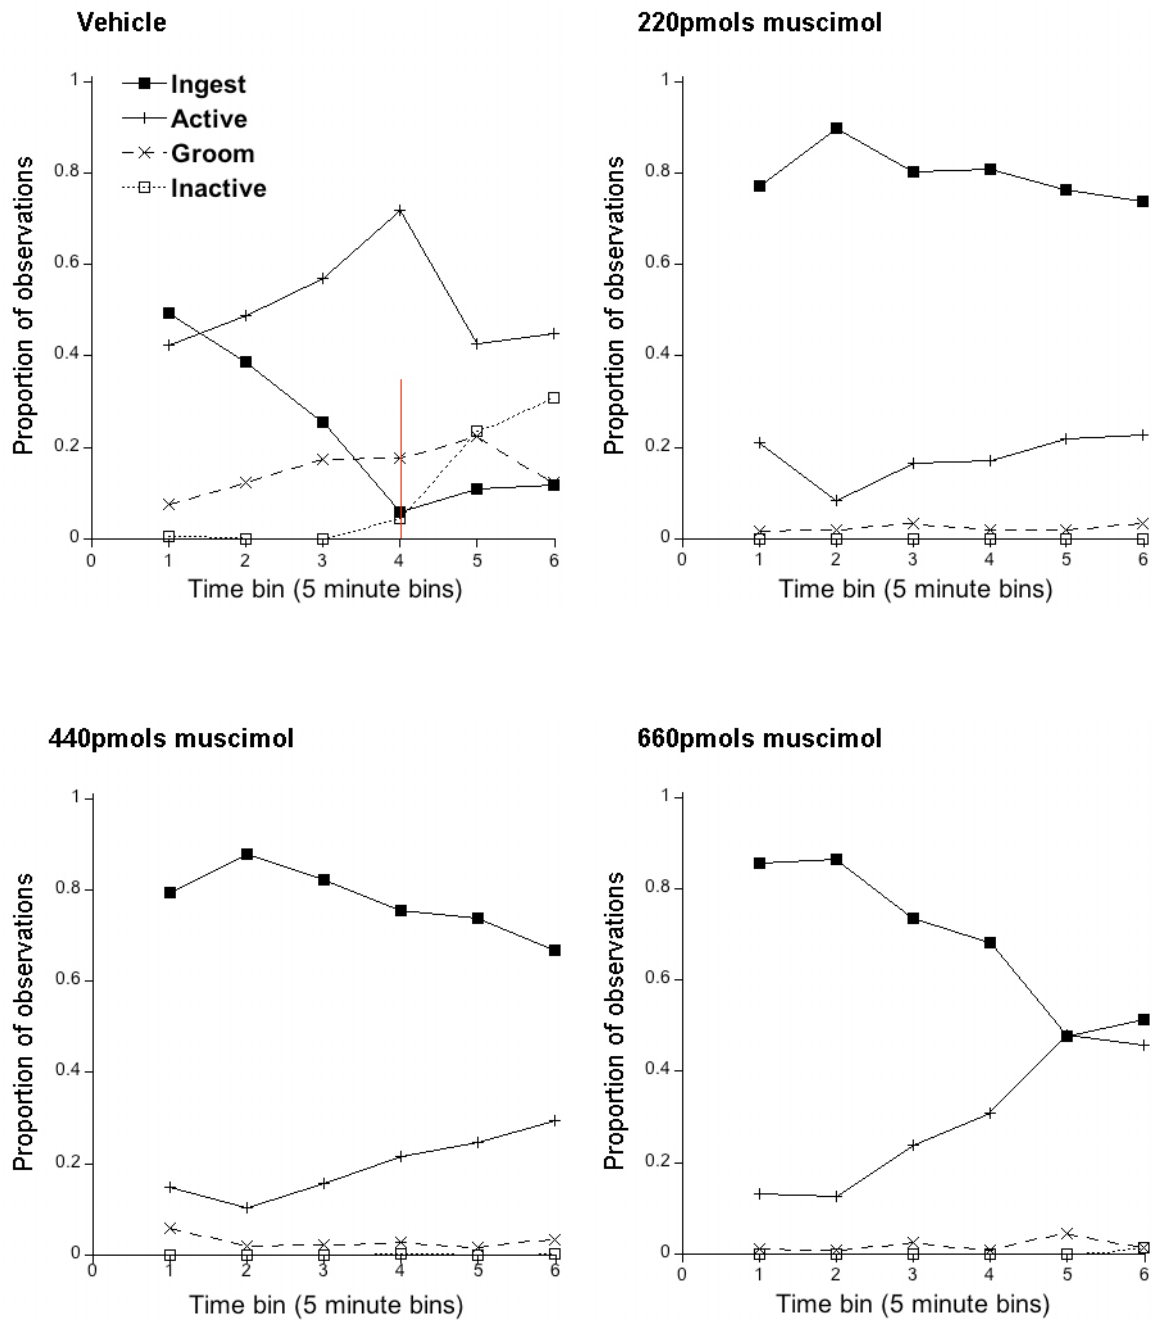 Vehicle
1
0.8
0.6
0.4
0.2
0
Proportion of observations
Ingest
Active
Groom
Inactive
0 1 2 3 4 5 6
Time bin (5 minute bins)
220pmols muscimol
1
0.8
0.6
0.4
0.2
0
Proportion of observations
0 1 2 3 4 5 6
Time bin (5 minute bins)
440pmols muscimol
1
0.8
0.6
0.4
0.2
0
Proportion of observations
0 1 2 3 4 5 6
Time bin (5 minute bins)
660pmols muscimol
1
0.8
0.6
0.4
0.2
0
Proportion of observations
0 1 2 3 4 5 6
Time bin (5 minute bins)